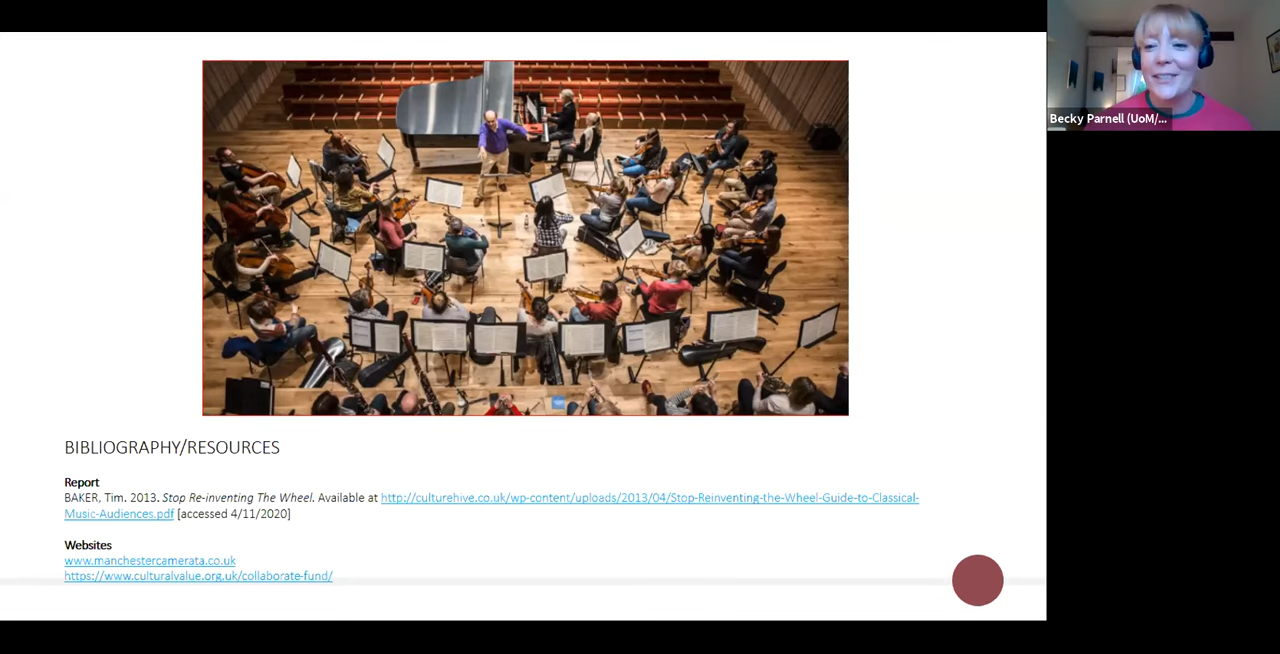 Becky Parnell (UoM/...
BIBLIOGRAPHY/RESOURCES
Report
BAKER, Tim. 2013. Stop Re-inventing The Wheel. Available at http://culturehive.co.uk/wp-content/uploads/2013/04/Stop-Reinventing-the-Wheel-Guide-to-Classical-
Music-Audiences.pdf [accessed 4/11/2020]
Websites
www.manchestercamerata.co.uk
https://www.culturalvalue.org.uk/collaborate-fund/